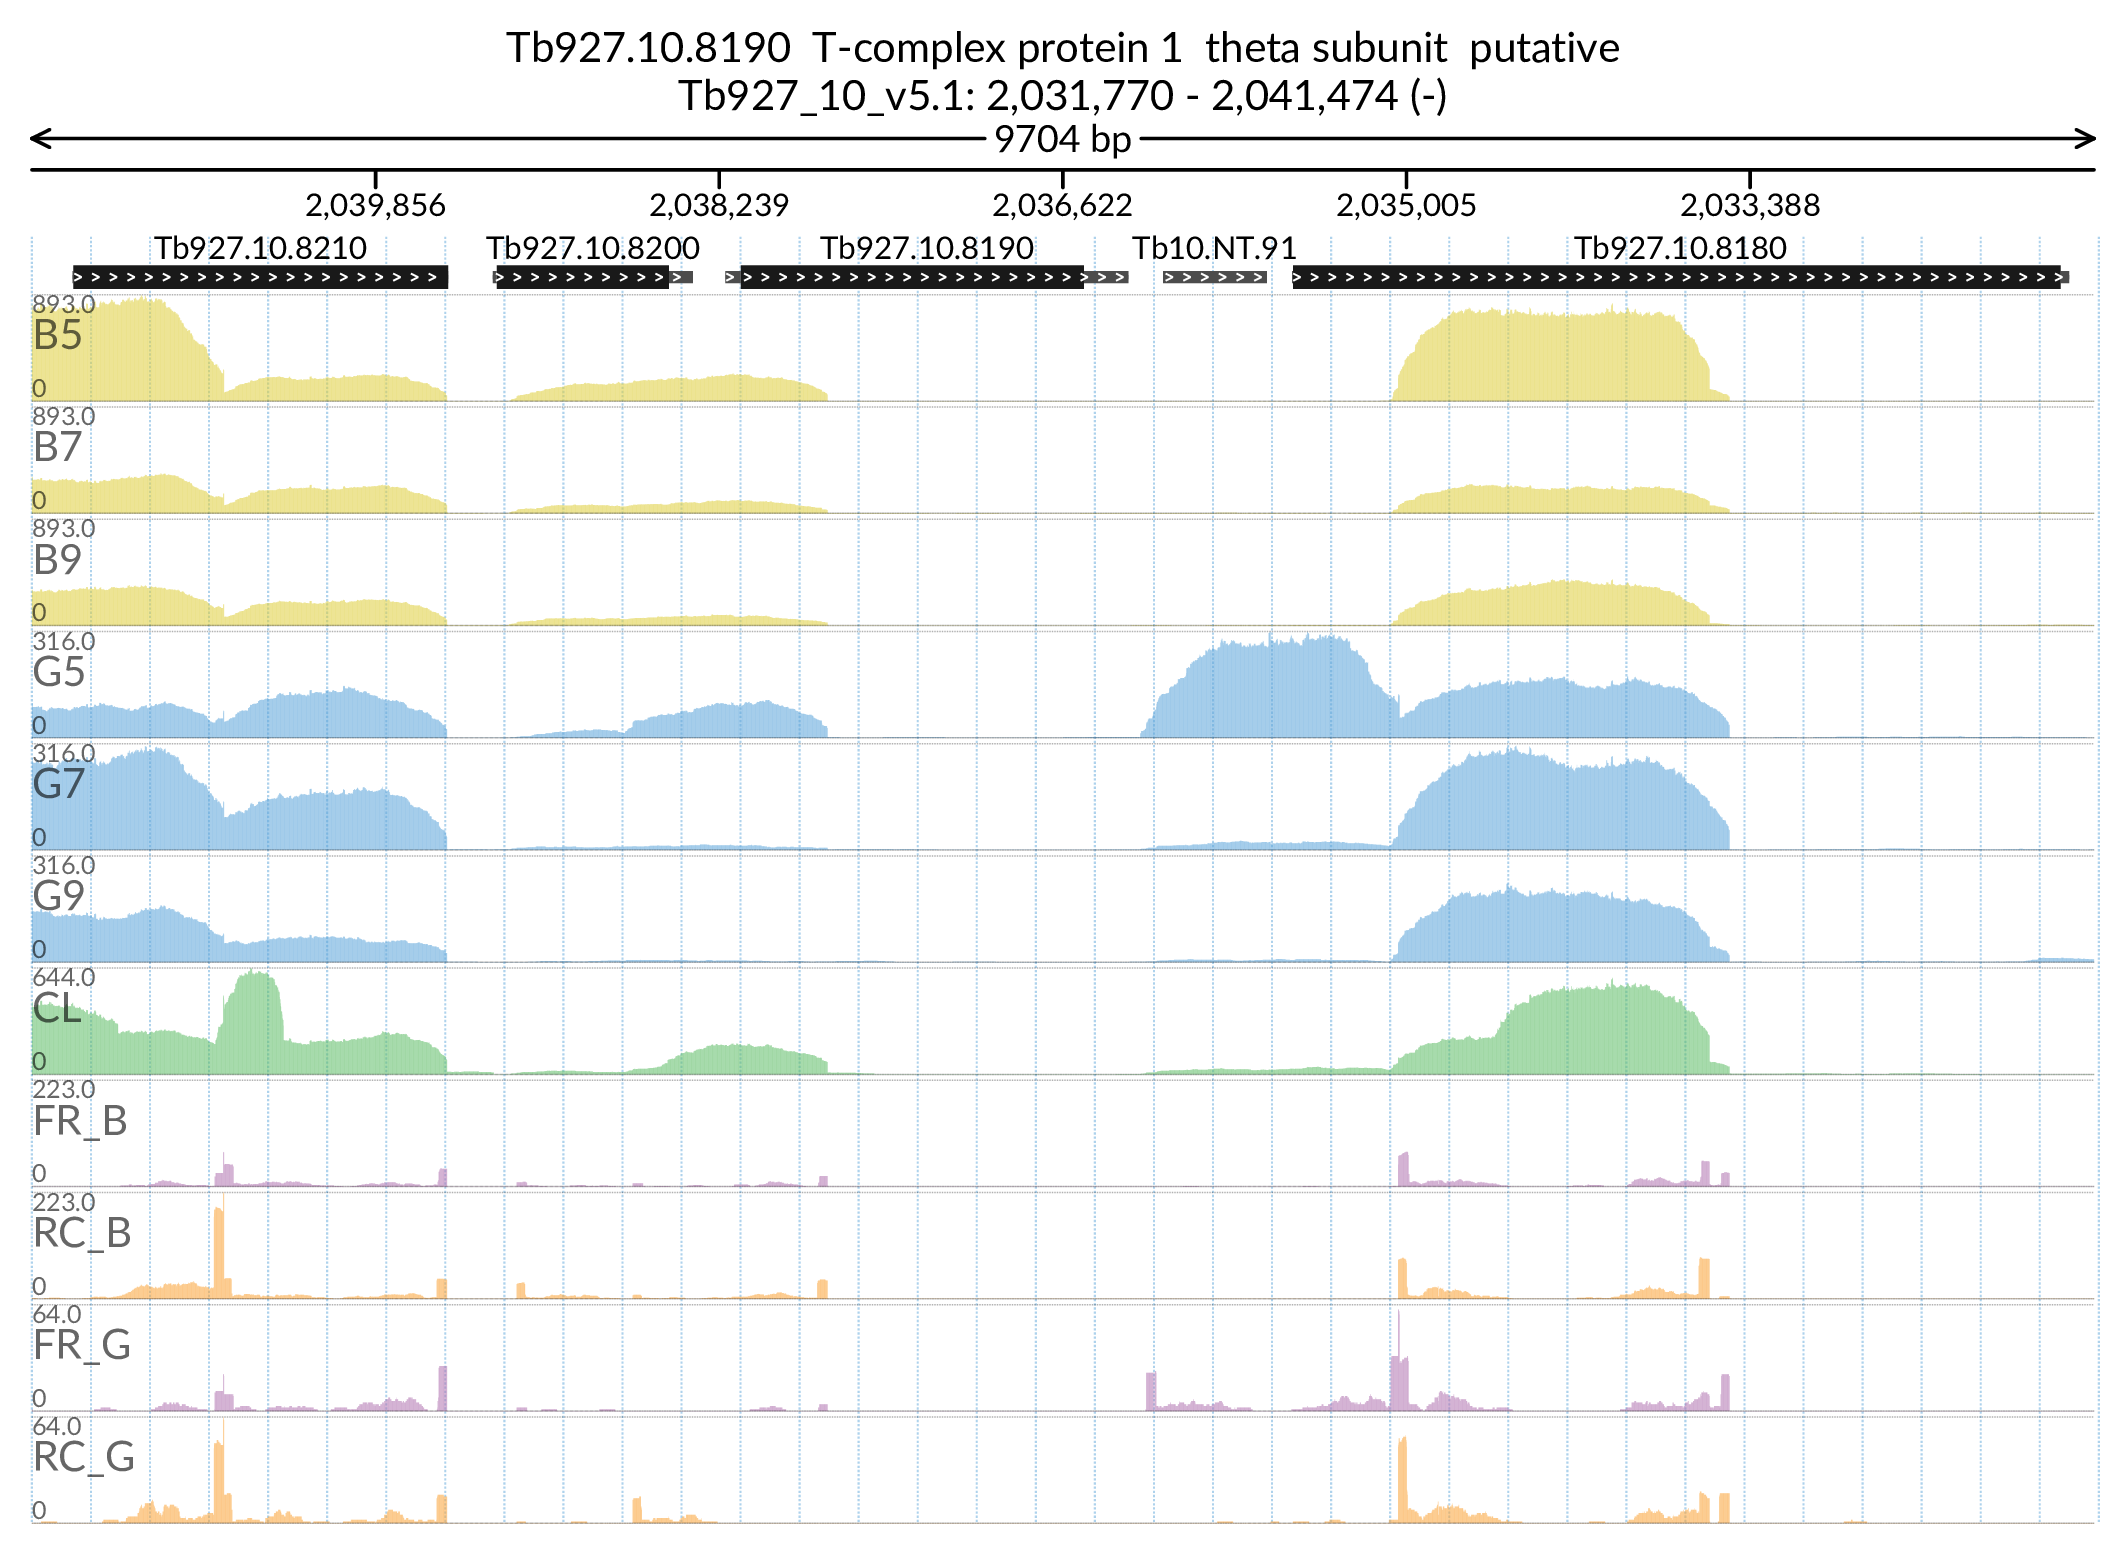 Tb927.10.8190  T-complex protein 1  theta subunit  putative
Tb927_10_v5.1: 2,031,770 - 2,041,474 (-)
9704 bp
2,039,856 2,038,239 2,036,622 2,035,005 2,033,388
Tb927.10.8210 Tb927.10.8200 Tb927.10.8190 Tb10.NT.91 Tb927.10.8180
893.0
B5
0
893.0
B7
0
893.0
B9
0
316.0
G5
0
316.0
G7
0
316.0
G9
0
644.0
CL
0
223.0
FR_B
0
223.0
RC_B
0
64.0
FR_G
0
64.0
RC_G
0